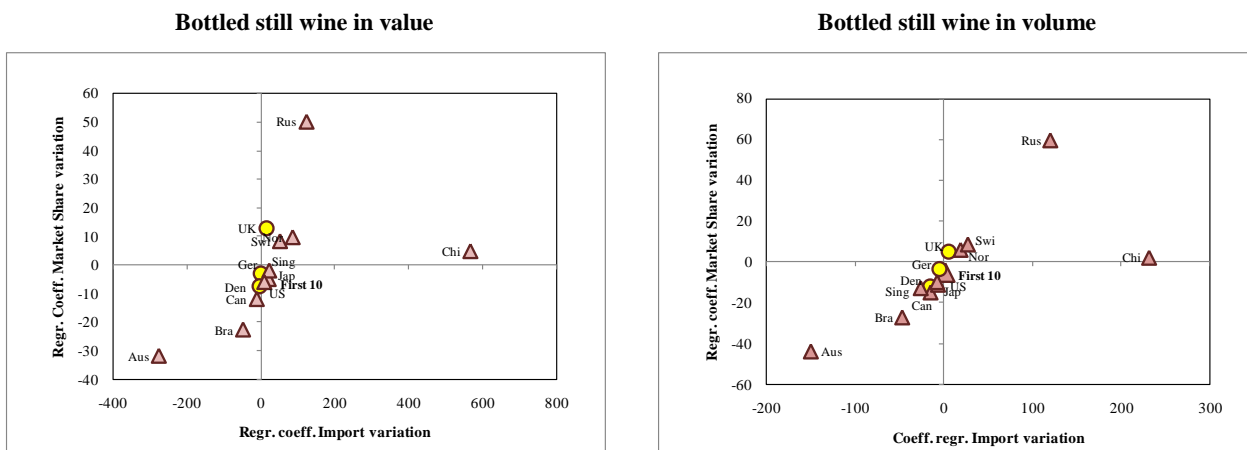 Bottled still wine in value
Bottled still wine in volume
Regr. Coeff. Market Share variation
60
50
40
30
20
10
0
-10
-20
-30
-40
Rus
UK
Nor
Swi
Chi
Ger
Sing
Jap
Den
First 10
US
Can
Bra
Aus
-400
-200
0
200
400
600
800
Regr. coeff. Import variation
Regr. coeff. Market Share variation
80
60
40
20
0
-20
-40
-60
Rus
UK
Swi
Nor
Chi
Ger
First 10
Den
US
Sing
Jap
Can
Bra
Aus
-200
-100
0
100
200
300
Coeff. regr. Import variation